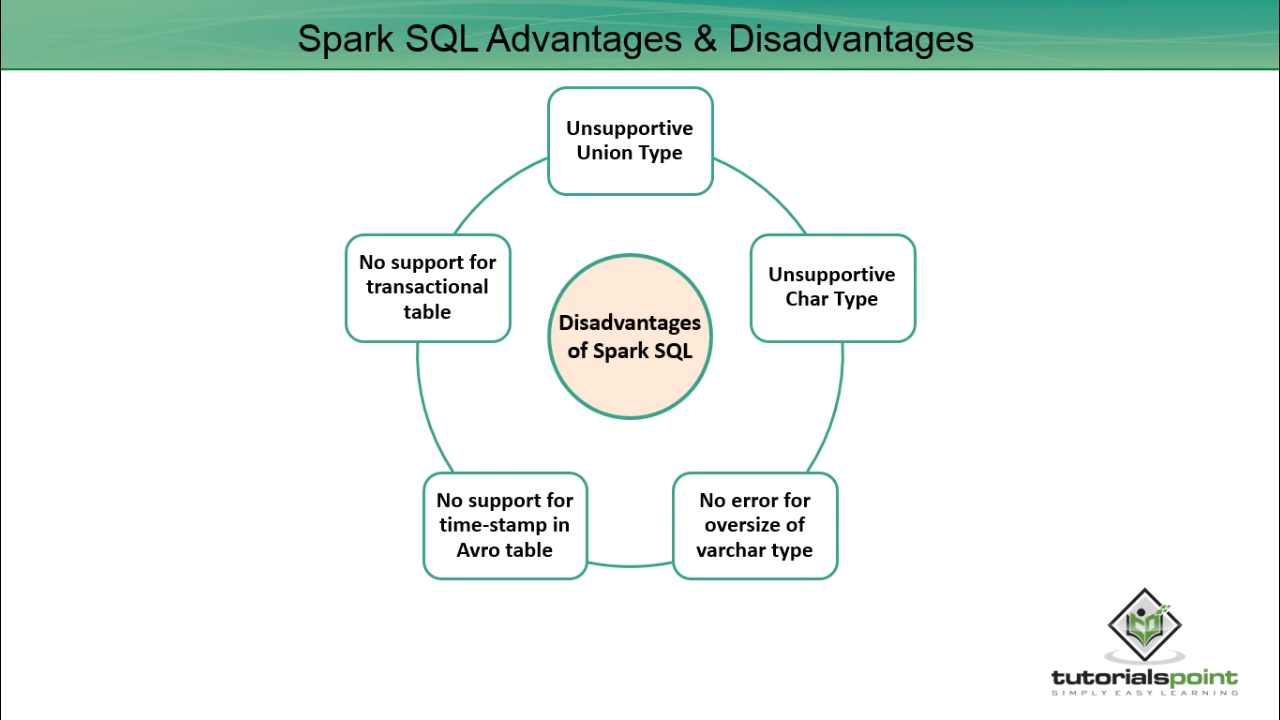 Spark SQL Advantages & Disadvantages
Unsupportive
Union Type
No support for
transactional
table
Unsupportive
Char Type
Disadvantages
of Spark SQL
No support for
time-stamp in
Avro table
No error for
oversize of
varchar type
tutorialspoint
SIMPLY EASY LEARNING